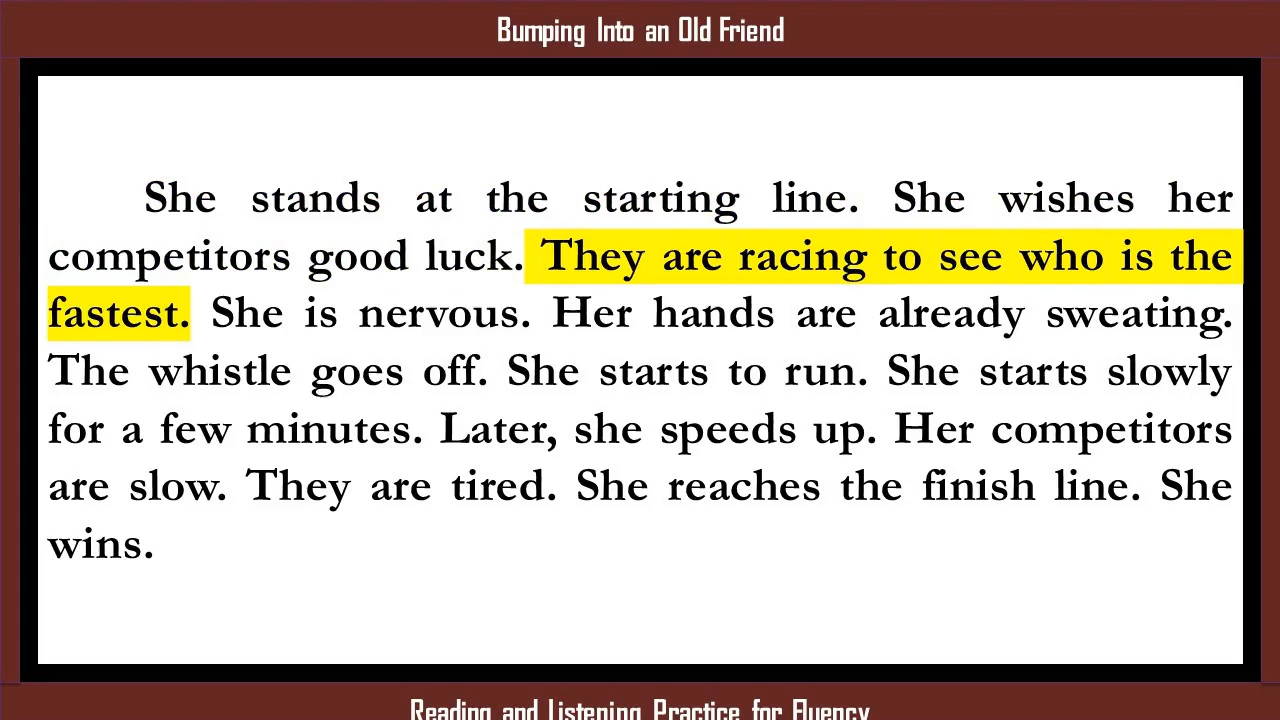 Bumping Into an Old Friend
She stands at the starting line. She wishes her
competitors good luck. They are racing to see who is the
fastest. She is nervous. Her hands are already sweating.
The whistle goes off. She starts to run. She starts slowly
for a few minutes. Later, she speeds up. Her competitors
are slow. They are tired. She reaches the finish line. She
wins.
Reading and Listening Practice for Fluency